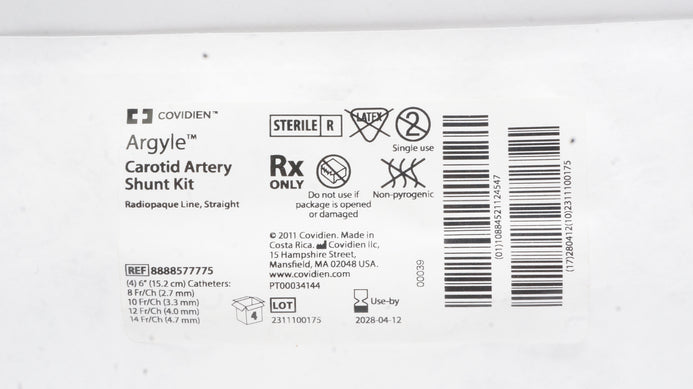 COVIDIEN™
Argyle™
Carotid Artery
Shunt Kit
Radiopaque Line, Straight
REF 8888577775
(4) 6" (15.2 cm) Catheters:
8 Fr/Ch (2.7 mm)
10 Fr/Ch (3.3 mm)
12 Fr/Ch (4.0 mm)
14 Fr/Ch (4.7 mm)
4
STERILE R
LATEX
2
Single use
Rx
ONLY
Do not use if
package is opened
or damaged
Non-pyrogenic
© 2011 Covidien. Made in
Costa Rica. Covidien llc,
15 Hampshire Street,
Mansfield, MA 02048 USA.
www.covidien.com
PT00034144
LOT
2311100175
Use-by
2028-04-12
00039
(01)10884521124547
(17)280412(10)2311100175